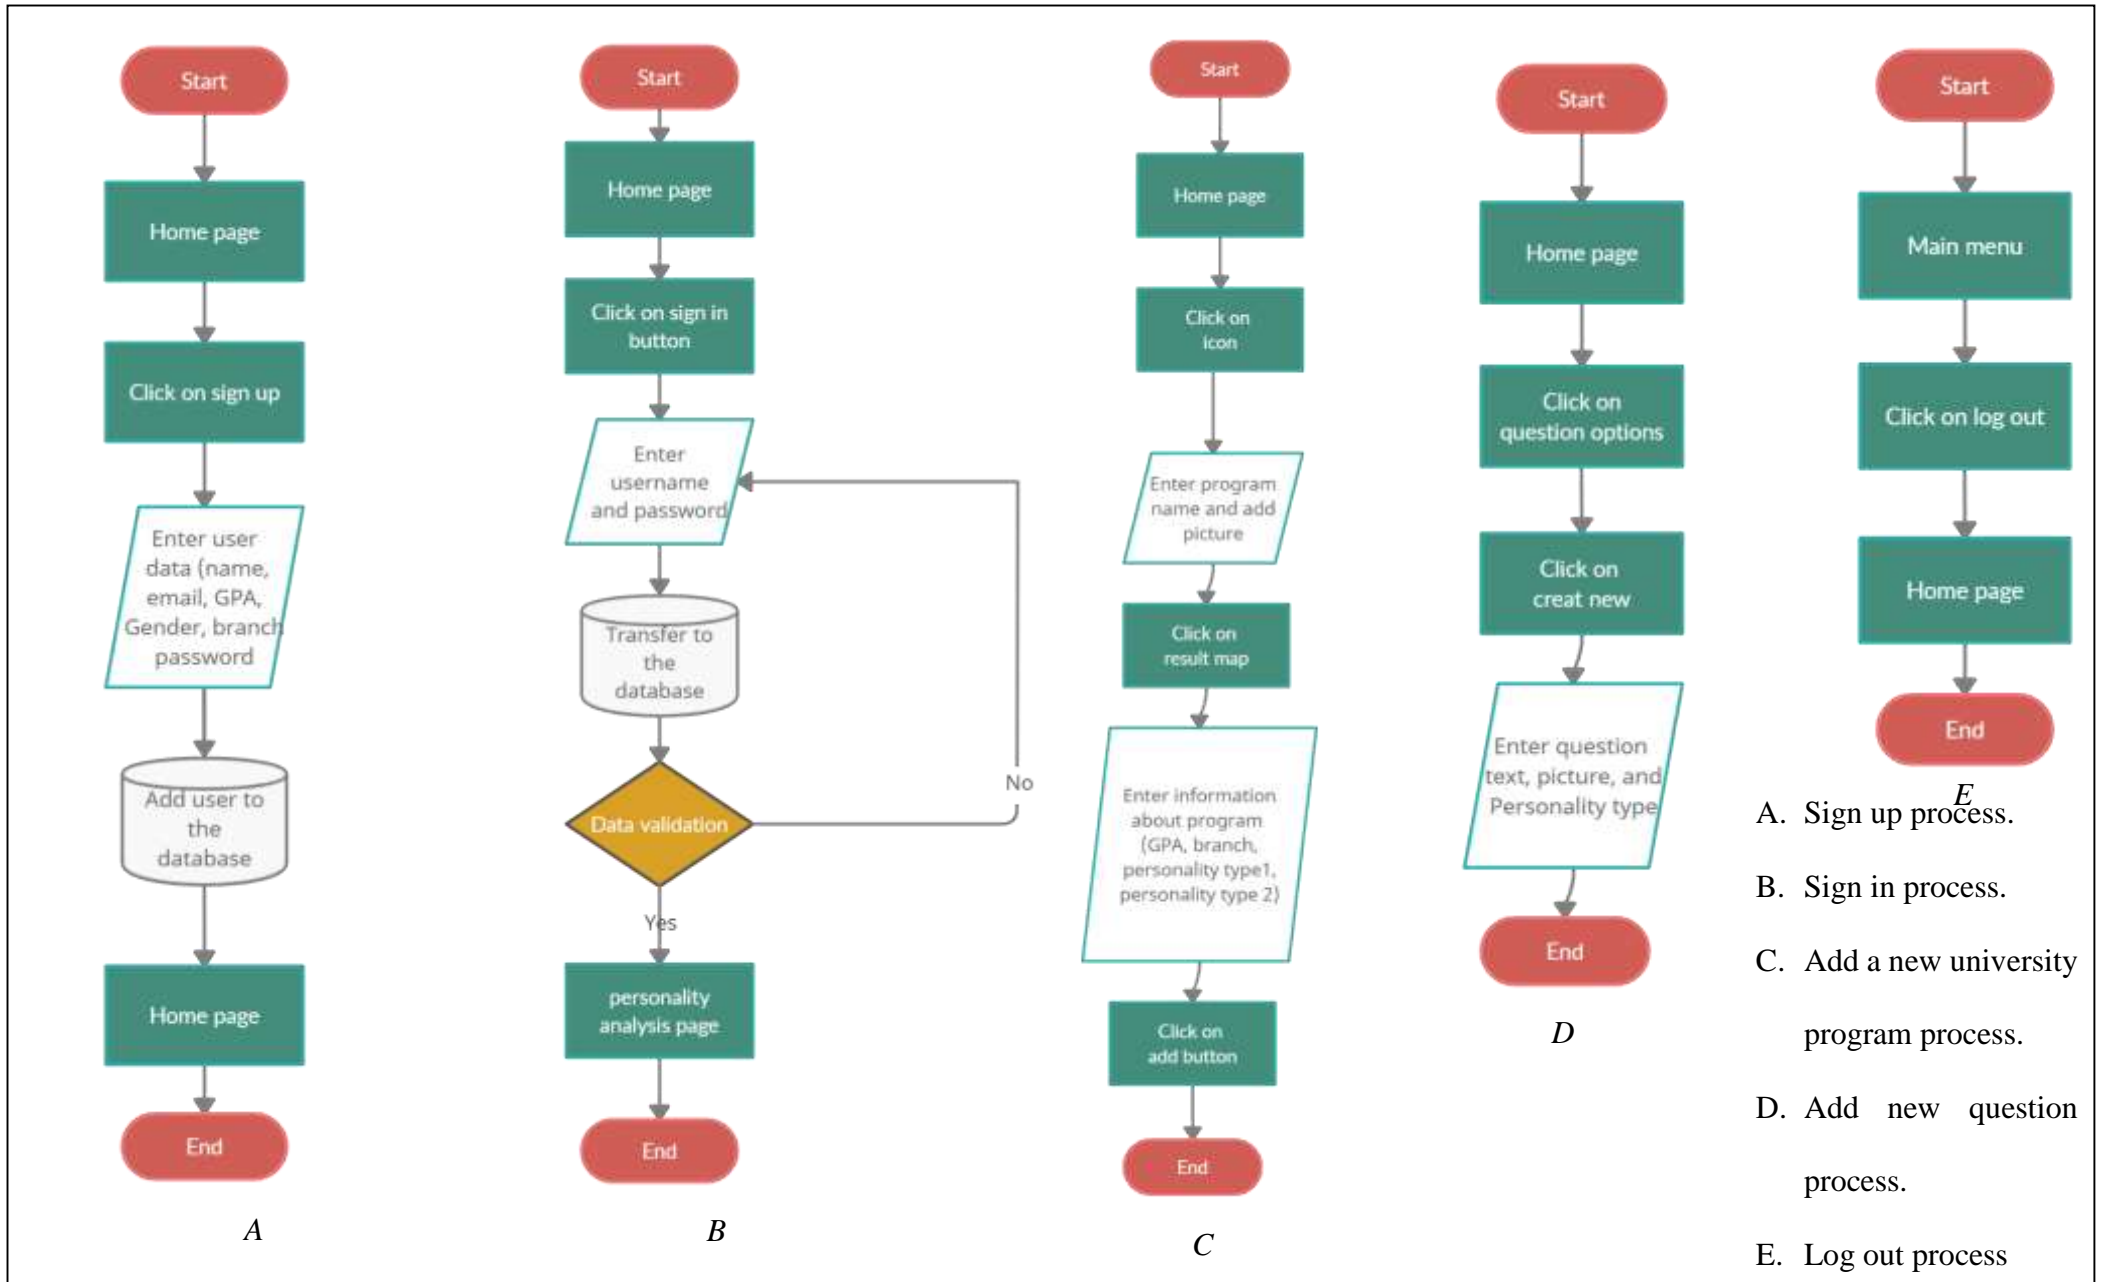 Start
Home page
Click on sign up
Enter user
data (name,
email, GPA,
Gender, branch
password
Add user to
the
database
Home page
End
A
Start
Home page
Click on sign in
button
Enter
username
and password
Transfer to
the
database
Data validation
No
Yes
personality
analysis page
End
B
Start
Home page
Click on
icon
Enter program
name and add
picture
Click on
result map
Enter information
about program
(GPA, branch,
personality type1,
personality type 2)
Click on
add button
End
C
Start
Home page
Click on
question options
Click on
creat new
Enter question
text, picture, and
Personality type
End
D
Start
Main menu
Click on log out
Home page
End
E
A. Sign up process.
B. Sign in process.
C. Add a new university
program process.
D. Add new question
process.
E. Log out process